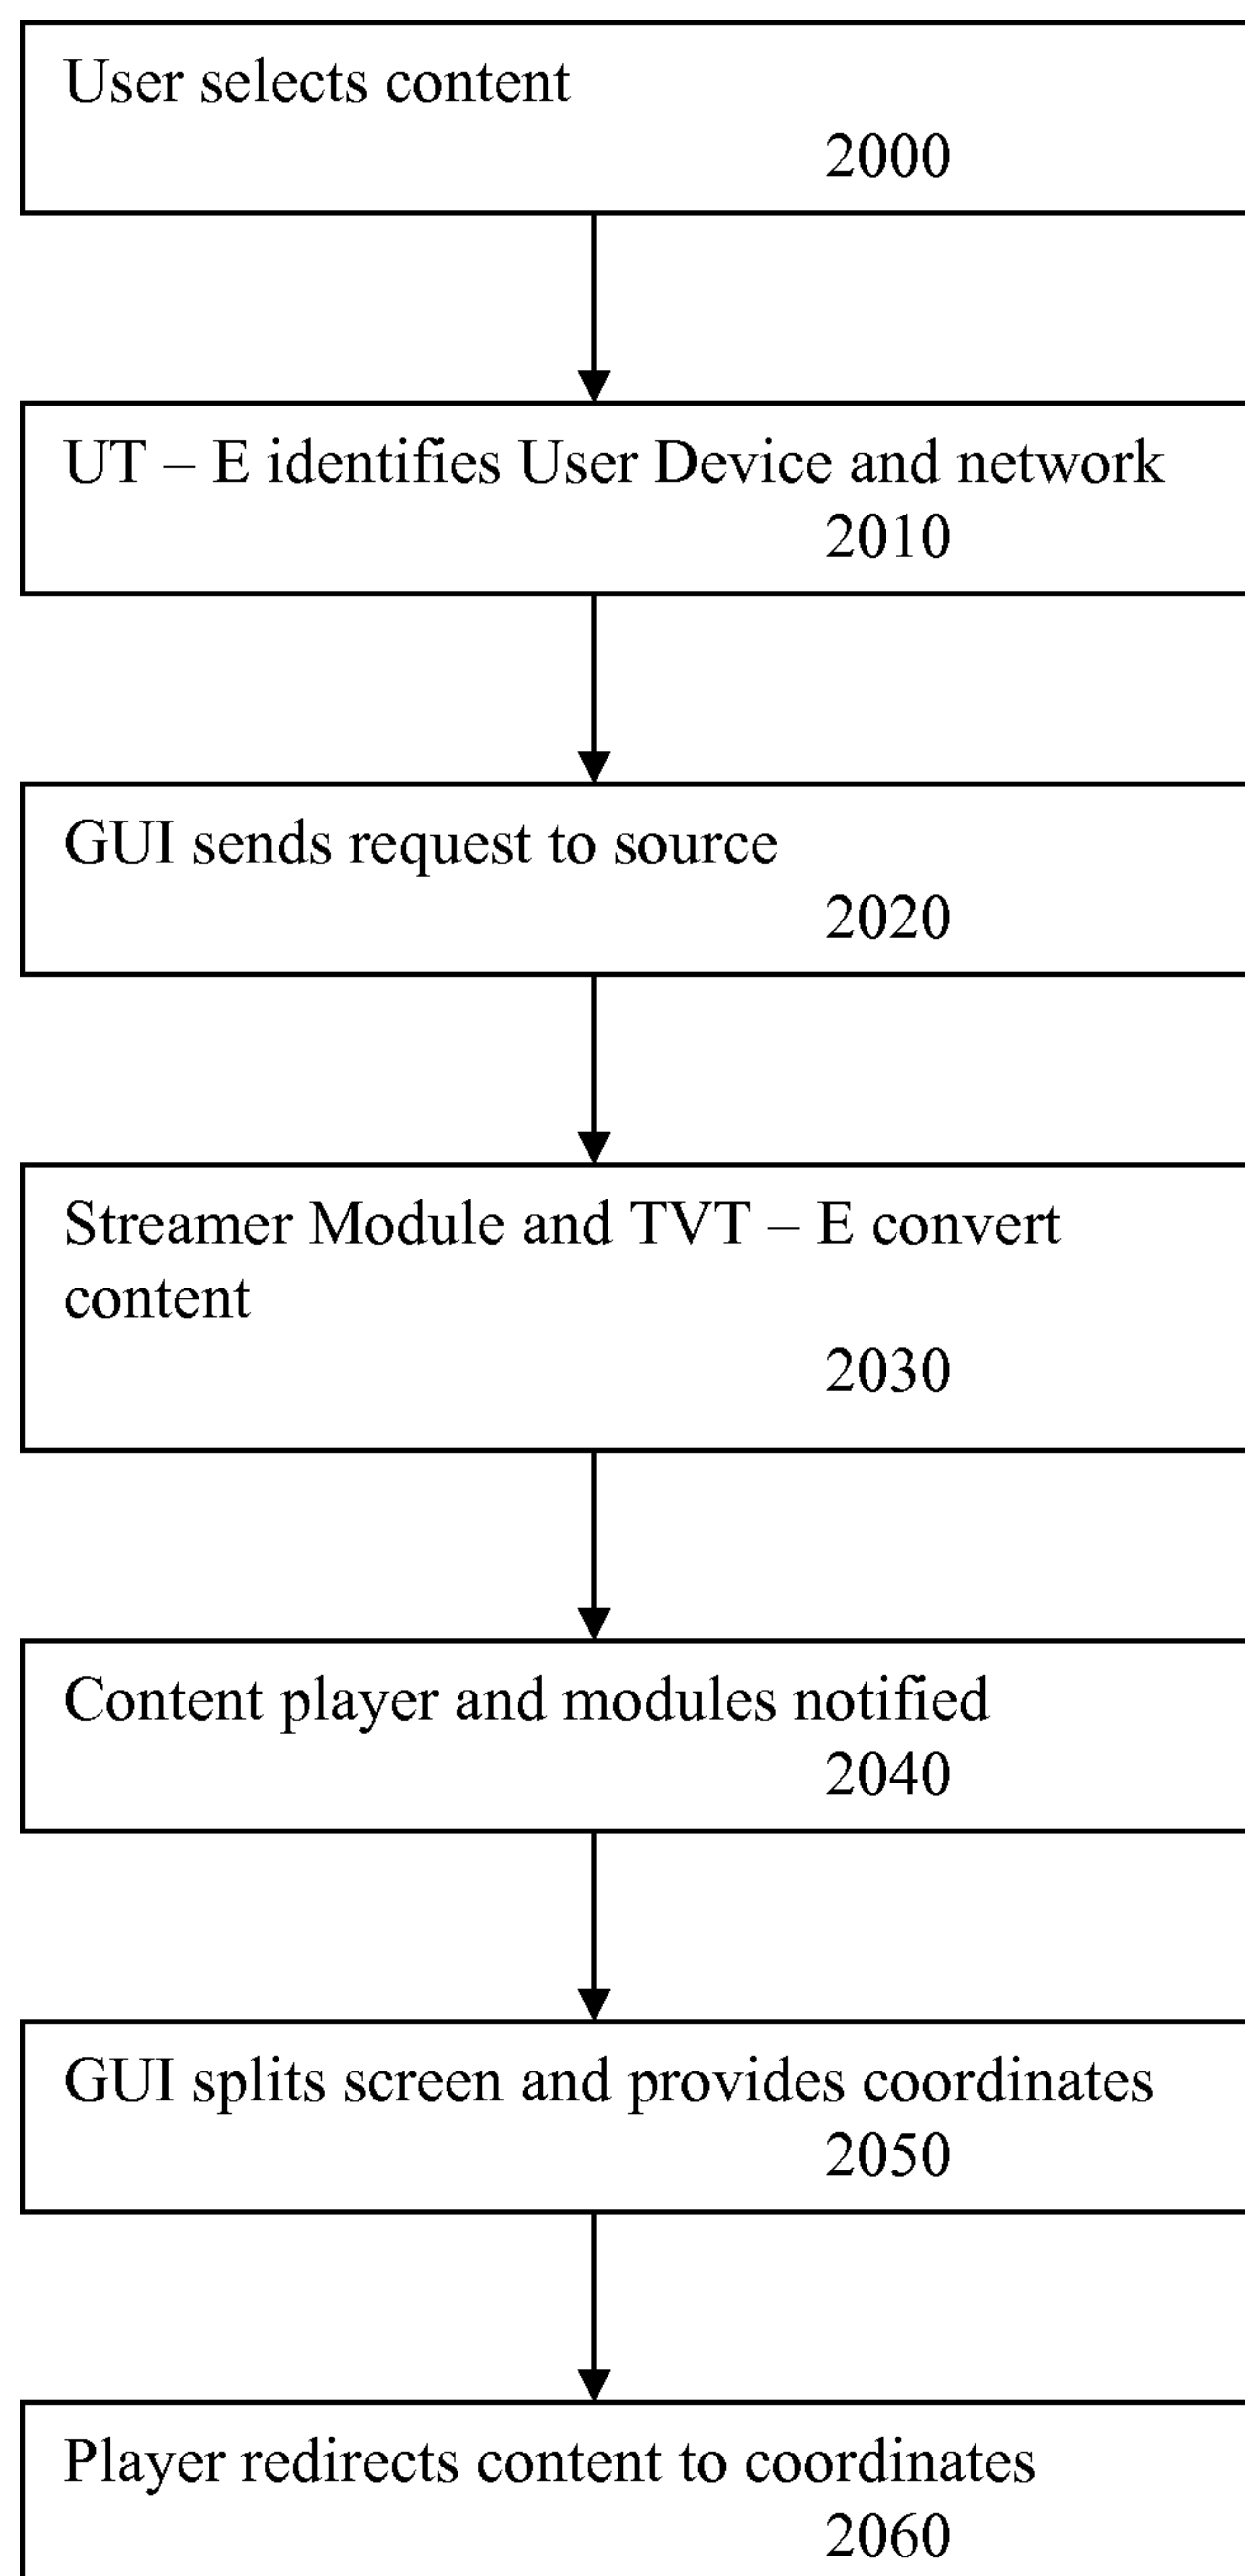 User selects content
2000
UT – E identifies User Device and network
2010
GUI sends request to source
2020
Streamer Module and TVT – E convert
content
2030
Content player and modules notified
2040
GUI splits screen and provides coordinates
2050
Player redirects content to coordinates
2060